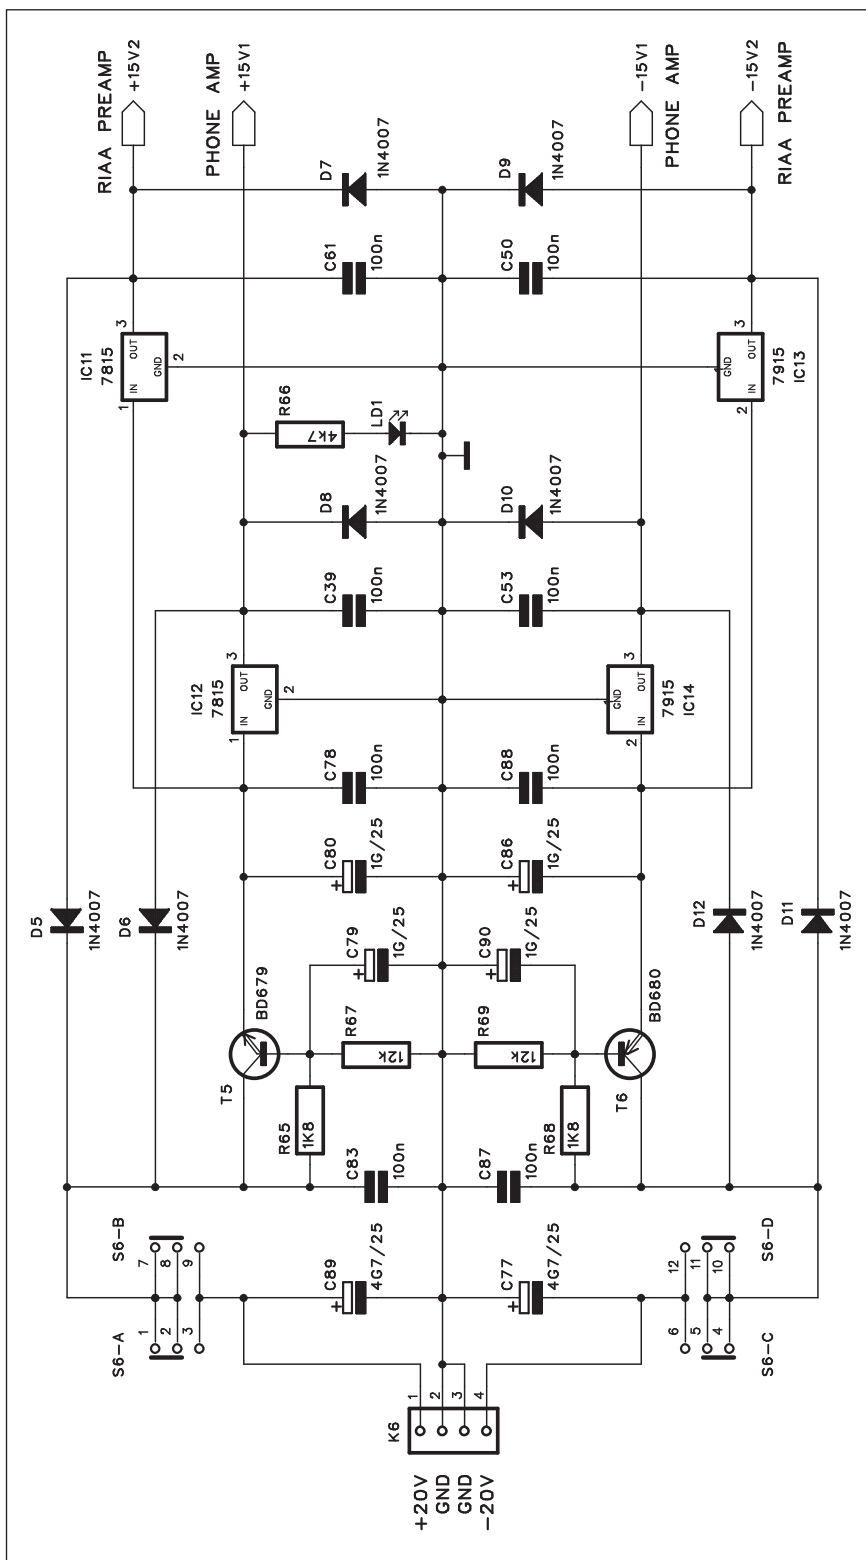 RIAA PREAMP
+15V2
PHONE AMP
+15V1
-15V1
PHONE AMP
-15V2
RIAA PREAMP
D7
1N4007
D9
1N4007
C61
100n
C50
100n
IC11
7815
1
3
2
IN
OUT
GND
7915
IC13
2
3
IN
OUT
GND
R66
4k7
LD1
D8
1N4007
D10
1N4007
C39
100n
C53
100n
IC12
7815
1
3
2
IN
OUT
GND
7915
IC14
2
3
IN
OUT
GND
C78
100n
C88
100n
C80
+
1G/25
C86
+
1G/25
D5
1N4007
D6
1N4007
D12
1N4007
D11
1N4007
C79
+
1G/25
C90
+
1G/25
T5
BD679
R67
12k
R69
12k
T6
BD680
R65
1K8
R68
1K8
C83
100n
C87
100n
S6-B
7
8
9
S6-A
1
2
3
C89
+
4G7/25
C77
+
4G7/25
12
11
10
S6-D
6
5
4
S6-C
K6
1
2
3
4
+20V
GND
GND
-20V